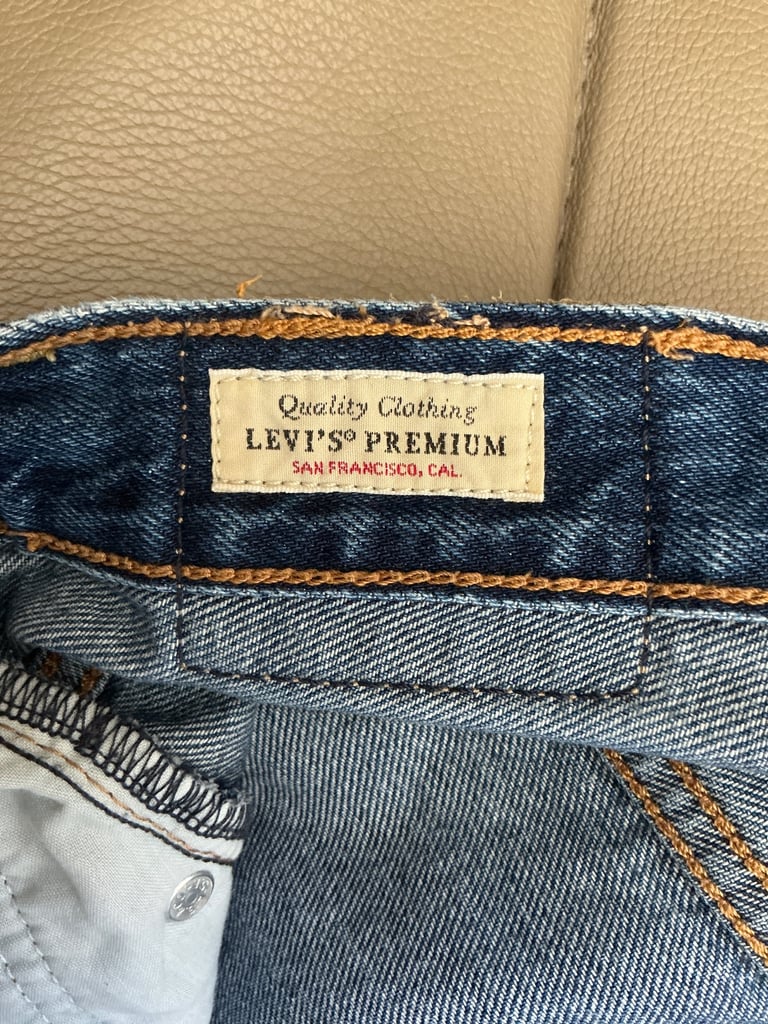 Quality Clothing
LEVI'S® PREMIUM
SAN FRANCISCO, CAL.